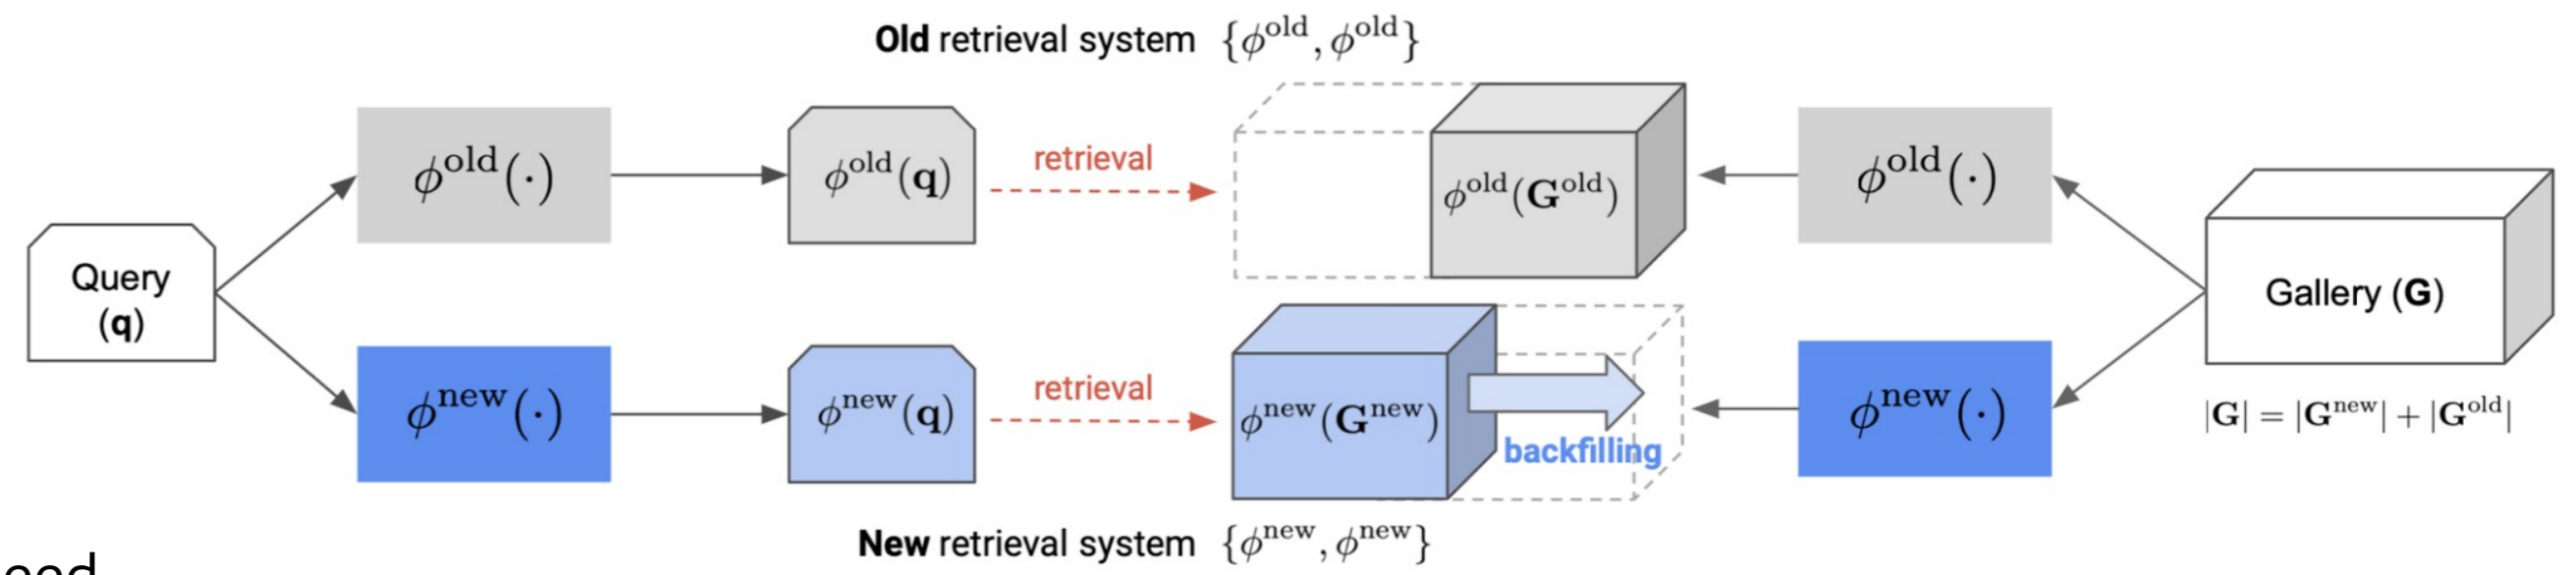 Old retrieval system {ϕ^old, ϕ^old}
Query
(q)
ϕ^old(·)
ϕ^old(q)
retrieval
ϕ^old(G^old)
ϕ^old(·)
Gallery (G)
|G| = |G^new| + |G^old|
ϕ^new(·)
ϕ^new(q)
retrieval
ϕ^new(G^new)
backfilling
ϕ^new(·)
New retrieval system {ϕ^new, ϕ^new}